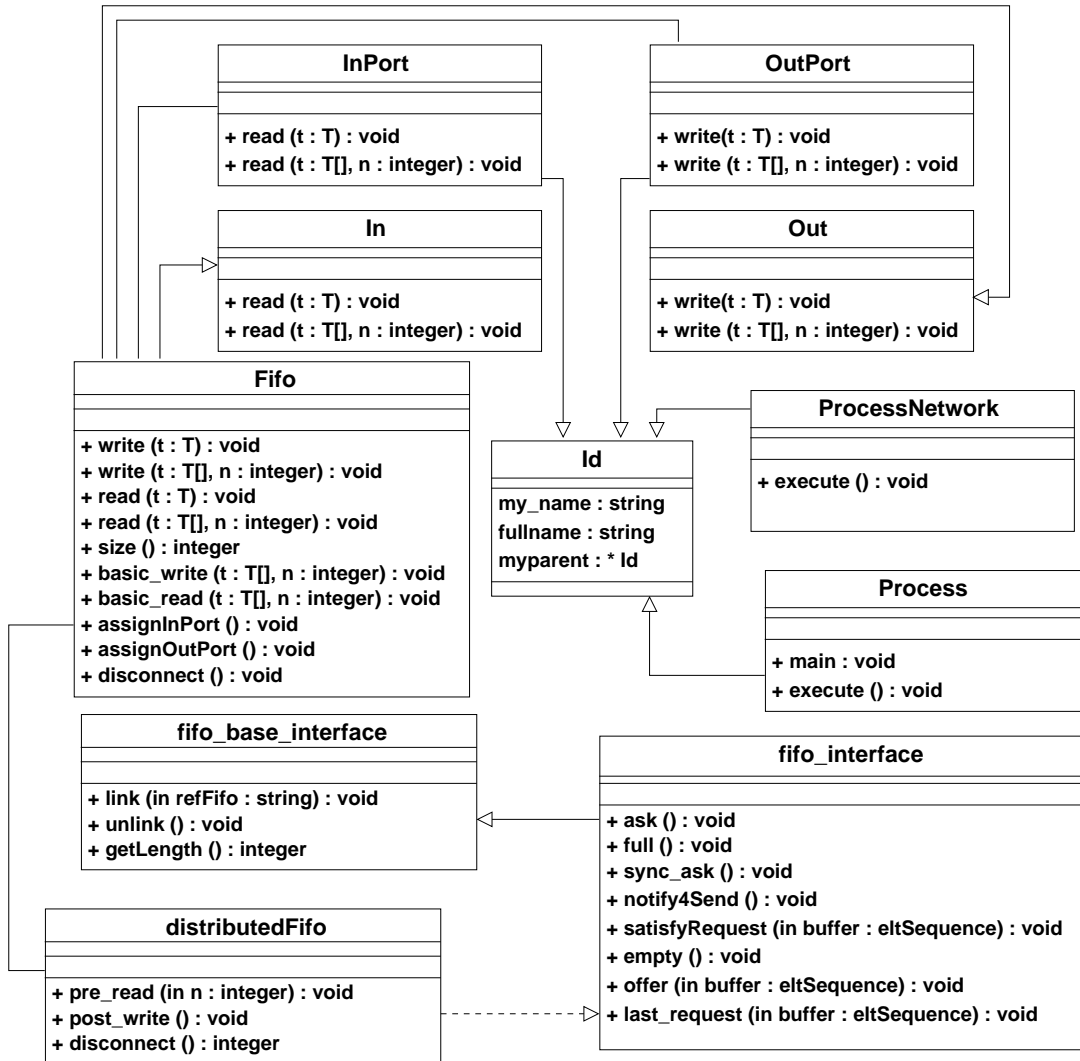 InPort
+ read (t : T) : void
+ read (t : T[], n : integer) : void
OutPort
+ write(t : T) : void
+ write (t : T[], n : integer) : void
In
+ read (t : T) : void
+ read (t : T[], n : integer) : void
Out
+ write(t : T) : void
+ write (t : T[], n : integer) : void
Fifo
+ write (t : T) : void
+ write (t : T[], n : integer) : void
+ read (t : T) : void
+ read (t : T[], n : integer) : void
+ size () : integer
+ basic_write (t : T[], n : integer) : void
+ basic_read (t : T[], n : integer) : void
+ assignInPort () : void
+ assignOutPort () : void
+ disconnect () : void
Id
my_name : string
fullname : string
myparent : * Id
ProcessNetwork
+ execute () : void
Process
+ main : void
+ execute () : void
fifo_base_interface
+ link (in refFifo : string) : void
+ unlink () : void
+ getLength () : integer
fifo_interface
+ ask () : void
+ full () : void
+ sync_ask () : void
+ notify4Send () : void
+ satisfyRequest (in buffer : eltSequence) : void
+ empty () : void
+ offer (in buffer : eltSequence) : void
+ last_request (in buffer : eltSequence) : void
distributedFifo
+ pre_read (in n : integer) : void
+ post_write () : void
+ disconnect () : integer